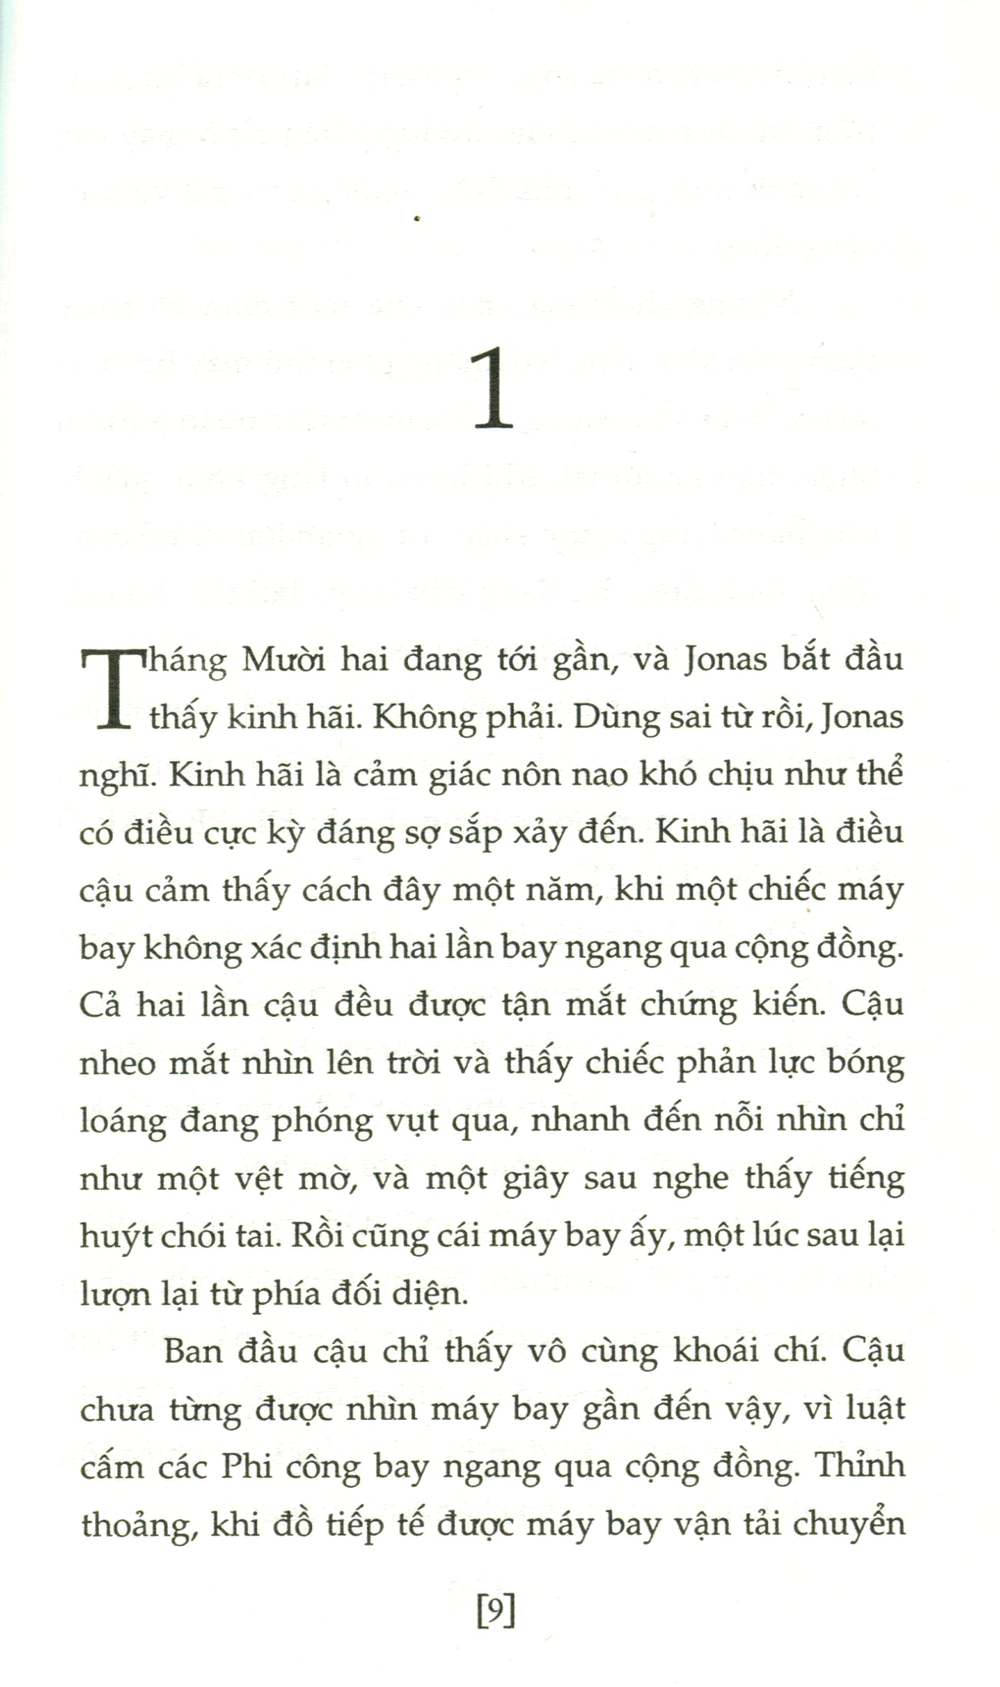 1
Tháng Mười hai đang tới gần, và Jonas bắt đầu
thấy kinh hãi. Không phải. Dùng sai từ rồi, Jonas
nghĩ. Kinh hãi là cảm giác nôn nao khó chịu như thể
có điều cực kỳ đáng sợ sắp xảy đến. Kinh hãi là điều
cậu cảm thấy cách đây một năm, khi một chiếc máy
bay không xác định hai lần bay ngang qua cộng đồng.
Cả hai lần cậu đều được tận mắt chứng kiến. Cậu
nheo mắt nhìn lên trời và thấy chiếc phản lực bóng
loáng đang phóng vụt qua, nhanh đến nỗi nhìn chỉ
như một vệt mờ, và một giây sau nghe thấy tiếng
huýt chói tai. Rồi cũng cái máy bay ấy, một lúc sau lại
lượn lại từ phía đối diện.
Ban đầu cậu chỉ thấy vô cùng khoái chí. Cậu
chưa từng được nhìn máy bay gần đến vậy, vì luật
cấm các Phi công bay ngang qua cộng đồng. Thỉnh
thoảng, khi đồ tiếp tế được máy bay vận tải chuyển
[9]